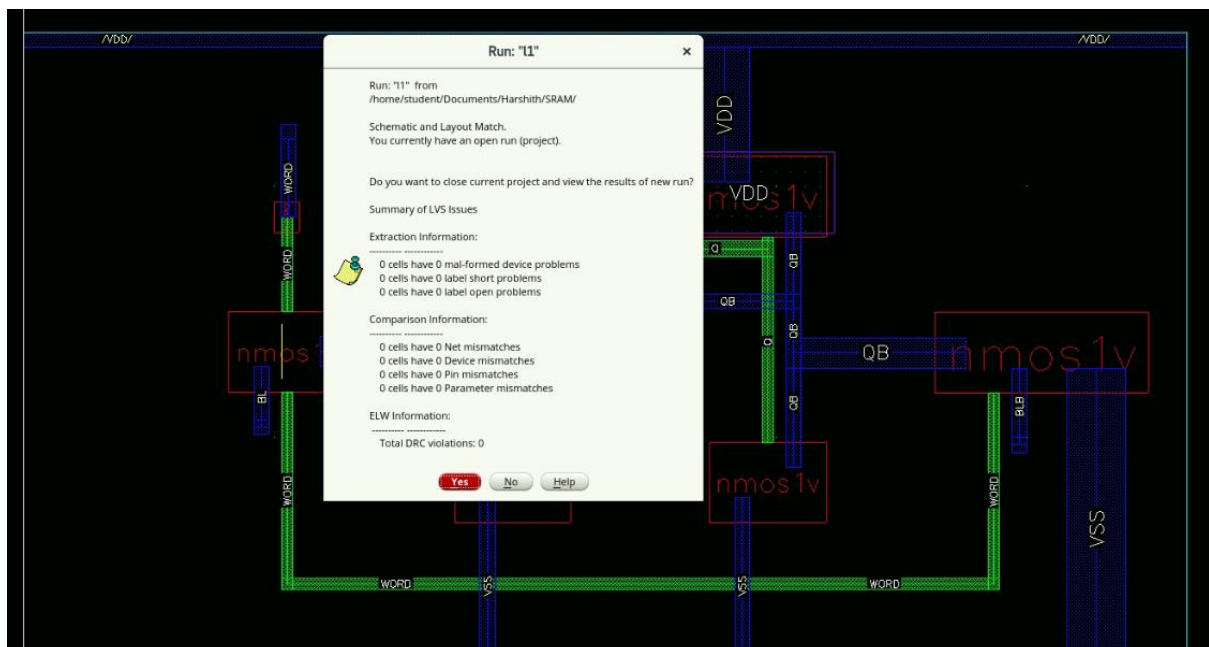 /VDD/
/VDD/
Run: "l1"
×
Run: "l1" from
/home/student/Documents/Harshith/SRAM/
Schematic and Layout Match.
You currently have an open run (project).
Do you want to close current project and view the results of new run?
Summary of LVS Issues
Extraction Information:
---------- ------------
0 cells have 0 mal-formed device problems
0 cells have 0 label short problems
0 cells have 0 label open problems
Comparison Information:
---------- ------------
0 cells have 0 Net mismatches
0 cells have 0 Device mismatches
0 cells have 0 Pin mismatches
0 cells have 0 Parameter mismatches
ELW Information:
---------- ------------
Total DRC violations: 0
Yes
No
Help
WORD
WORD
nmos1
BL
WORD
VDD
VDD
Q
QB
QB
QB
Q
QB
QB
nmos1v
BLB
nmos1v
WORD
VSS
WORD
VSS
VSS
WORD